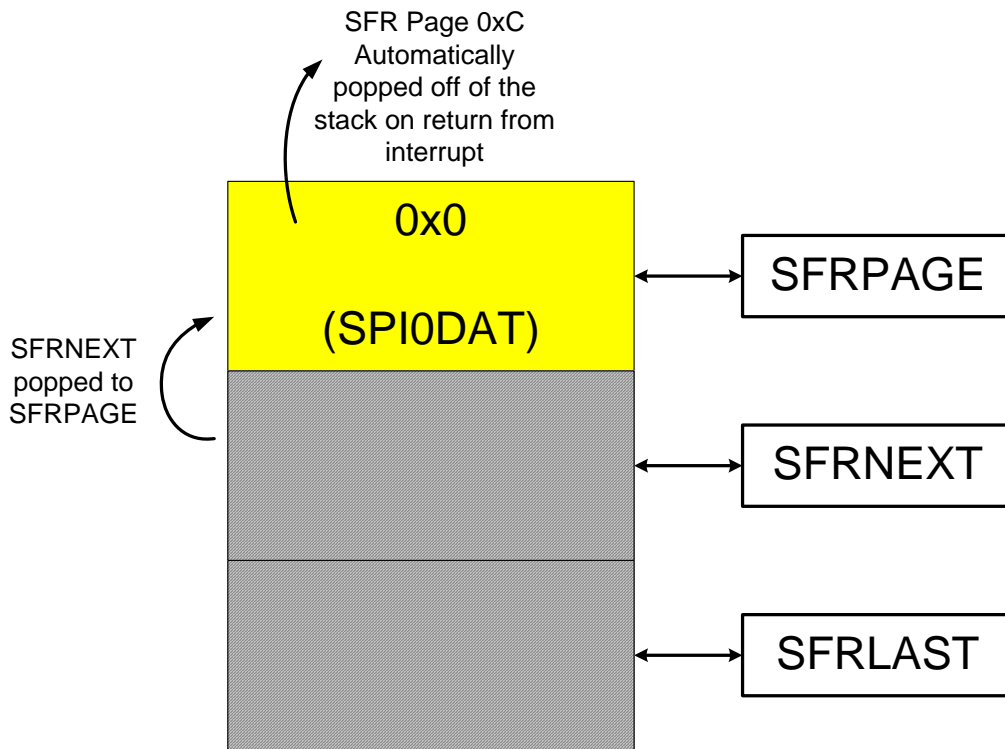 SFR Page 0xC
Automatically
popped off of the
stack on return from
interrupt
0x0
(SPI0DAT)
SFRPAGE
SFRNEXT
popped to
SFRPAGE
SFRNEXT
SFRLAST